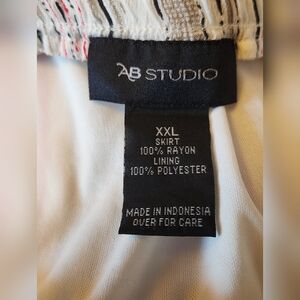 AB STUDIO
XXL
SKIRT
100% RAYON
LINING
100% POLYESTER
MADE IN INDONESIA
OVER FOR CARE